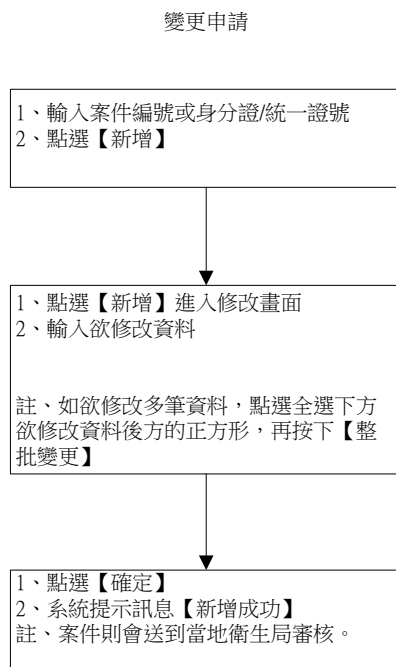 變更申請
1、輸入案件編號或身分證/統一證號
2、點選【新增】
1、點選【新增】進入修改畫面
2、輸入欲修改資料
註、如欲修改多筆資料，點選全選下方
欲修改資料後方的正方形，再按下【整
批變更】
1、點選【確定】
2、系統提示訊息【新增成功】
註、案件則會送到當地衛生局審核。